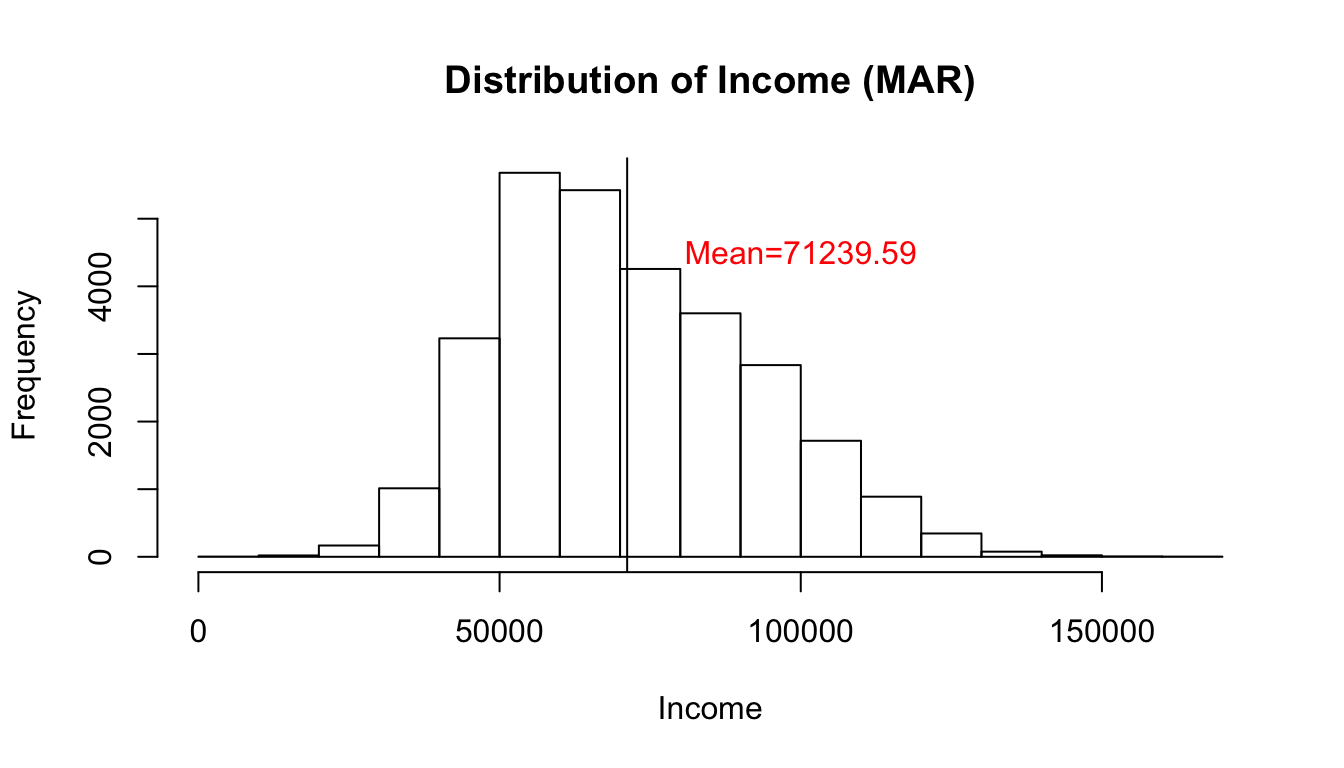 Distribution of Income (MAR)
Mean=71239.59
Frequency
4000
2000
0
0 50000 100000 150000
Income